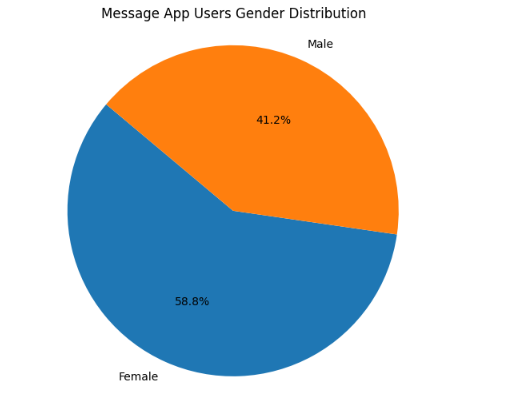 Message App Users Gender Distribution
Male
41.2%
58.8%
Female